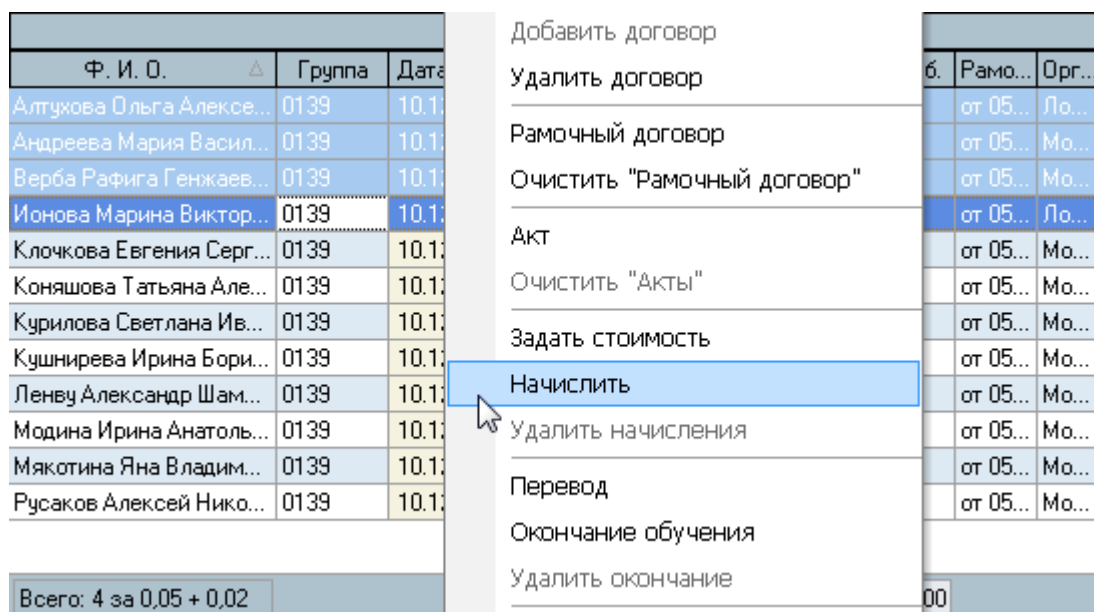 Ф. И. О. Группа Дата б. Рамо... Орг...
Алтухова Ольга Алексе... 0139 10.1 от 05... Ло...
Андреева Мария Васил... 0139 10.1 от 05... Мо...
Верба Рафига Генжаев... 0139 10.1 от 05... Мо...
Ионова Марина Виктор... 0139 10.1 от 05... Ло...
Клочкова Евгения Серг... 0139 10.1 от 05... Мо...
Коняшова Татьяна Але... 0139 10.1 от 05... Мо...
Курилова Светлана Ив... 0139 10.1 от 05... Мо...
Кушнирева Ирина Бори... 0139 10.1 от 05... Мо...
Ленву Александр Шам... 0139 10.1 от 05... Мо...
Модина Ирина Анатоль... 0139 10.1 от 05... Мо...
Мякотина Яна Владим... 0139 10.1 от 05... Мо...
Русаков Алексей Нико... 0139 10.1 от 05... Мо...
Всего: 4 за 0,05 + 0,02 00
Добавить договор
Удалить договор
Рамочный договор
Очистить "Рамочный договор"
Акт
Очистить "Акты"
Задать стоимость
Начислить
Удалить начисления
Перевод
Окончание обучения
Удалить окончание